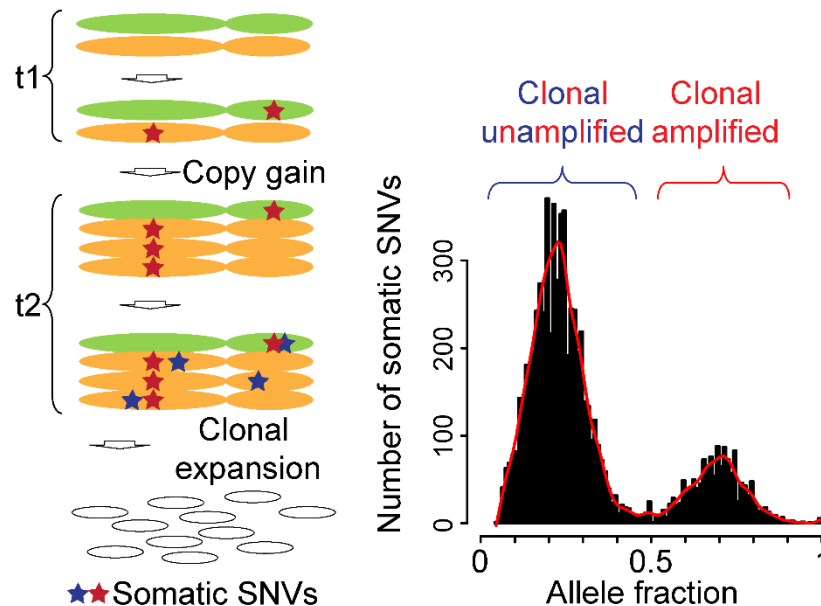 t1
Copy gain
t2
Clonal
expansion
Somatic SNVs
Clonal
unamplified
Clonal
amplified
Number of somatic SNVs
300
200
100
0
0
0.5
1
Allele fraction